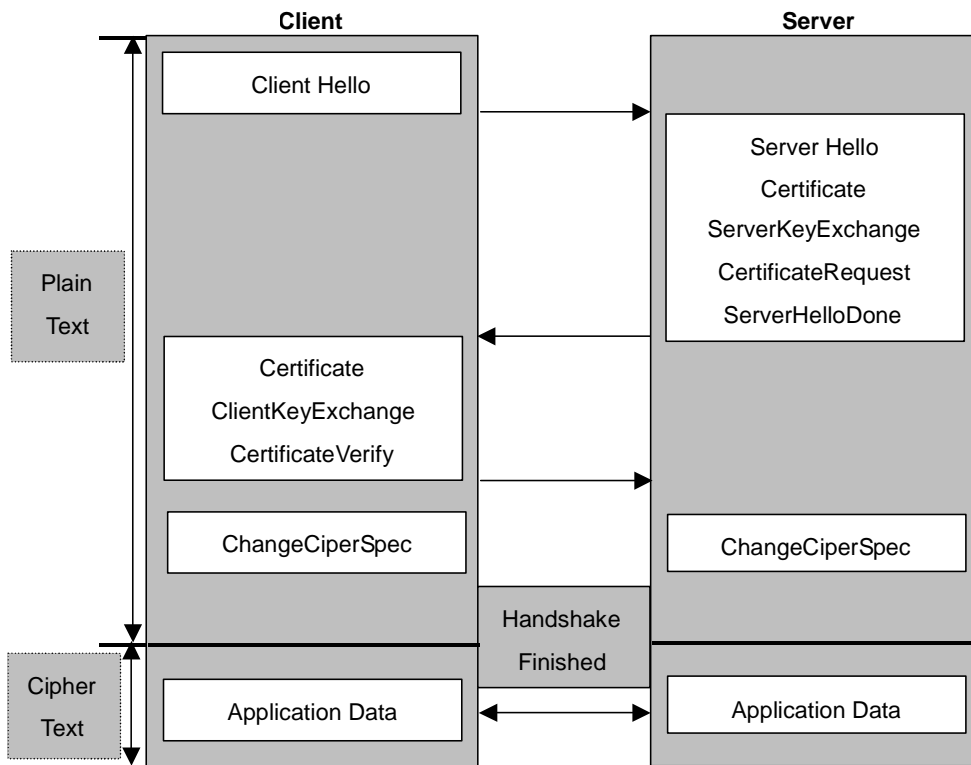 Client
Server
Client Hello
Server Hello
Certificate
ServerKeyExchange
CertificateRequest
ServerHelloDone
Plain
Text
Certificate
ClientKeyExchange
CertificateVerify
ChangeCiperSpec
ChangeCiperSpec
Handshake
Finished
Cipher
Text
Application Data
Application Data